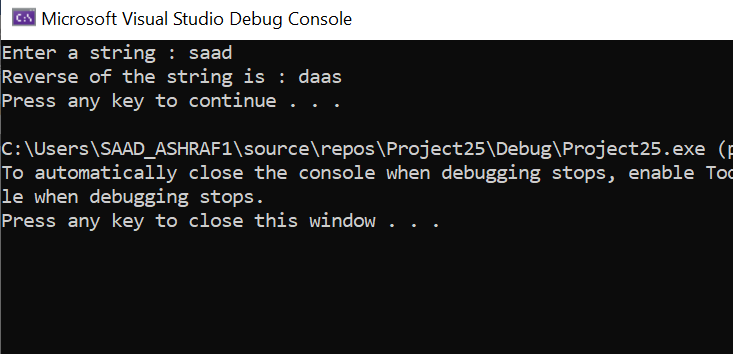 Microsoft Visual Studio Debug Console
Enter a string : saad
Reverse of the string is : daas
Press any key to continue . . .
C:\Users\SAAD_ASHRAF1\source\repos\Project25\Debug\Project25.exe (p
To automatically close the console when debugging stops, enable Too
le when debugging stops.
Press any key to close this window . . .